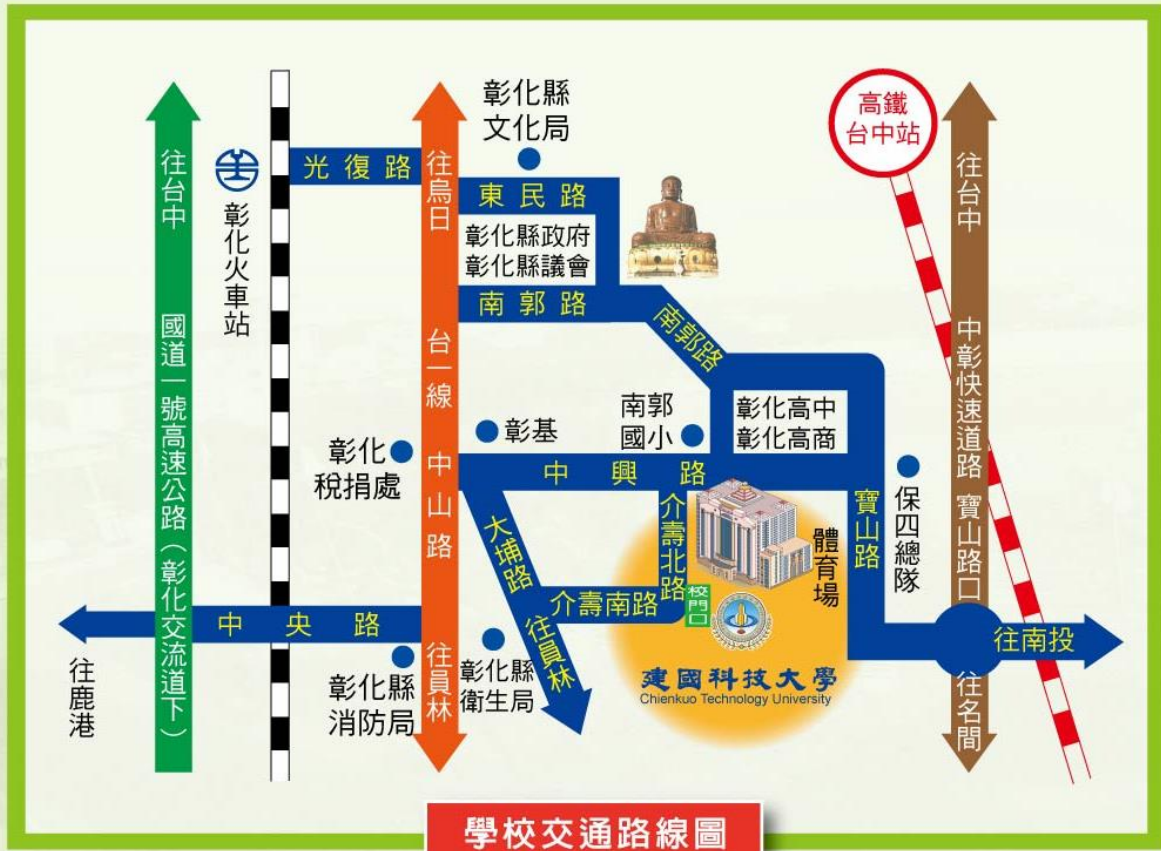 彰化縣
文化局
高鐵
台中站
往台中
彰化火車站
光復路
往烏日
東民路
往台中
彰化縣政府
彰化縣議會
南郭路
南郭路
國道一號高速公路（彰化交流道下）
台一線
中山路
中彰快速道路
寶山路口
彰化
稅捐處
彰基
南郭
國小
彰化高中
彰化高商
中興路
大埔路
介壽北路
體育場
寶山路
保四總隊
校門口
介壽南路
中央路
往員林
往員林
往南投
往鹿港
彰化縣
消防局
彰化縣
衛生局
建國科技大學
Chienkuo Technology University
往名間
學校交通路線圖